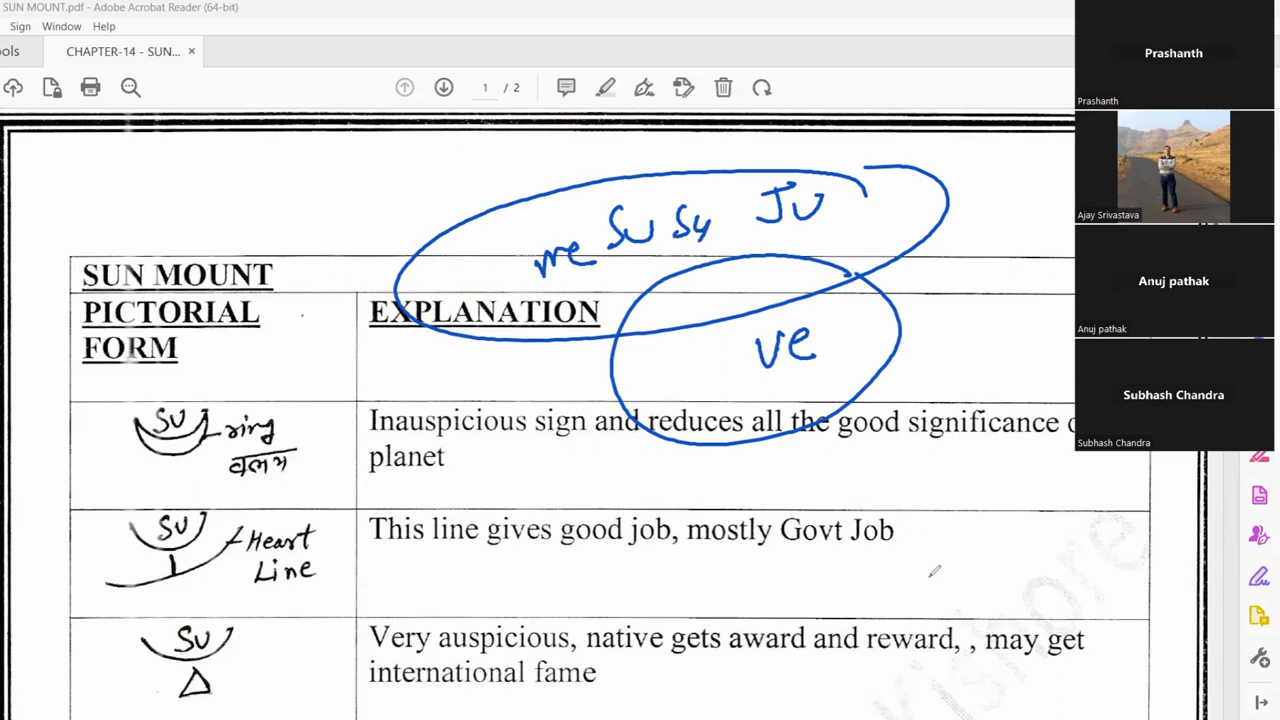 SUN MOUNT.pdf - Adobe Acrobat Reader (64-bit)
Sign Window Help
ols
CHAPTER-14 - SUN... ×
1 / 2
me SU Sy JU
ve
SUN MOUNT
PICTORIAL FORM
EXPLANATION
SU ring
वलय
Inauspicious sign and reduces all the good significance o
planet
SU Heart
Line
This line gives good job, mostly Govt Job
SU
Very auspicious, native gets award and reward, , may get
international fame
Kishore
Prashanth
Prashanth
Ajay Srivastava
Anuj pathak
Anuj pathak
Subhash Chandra
Subhash Chandra